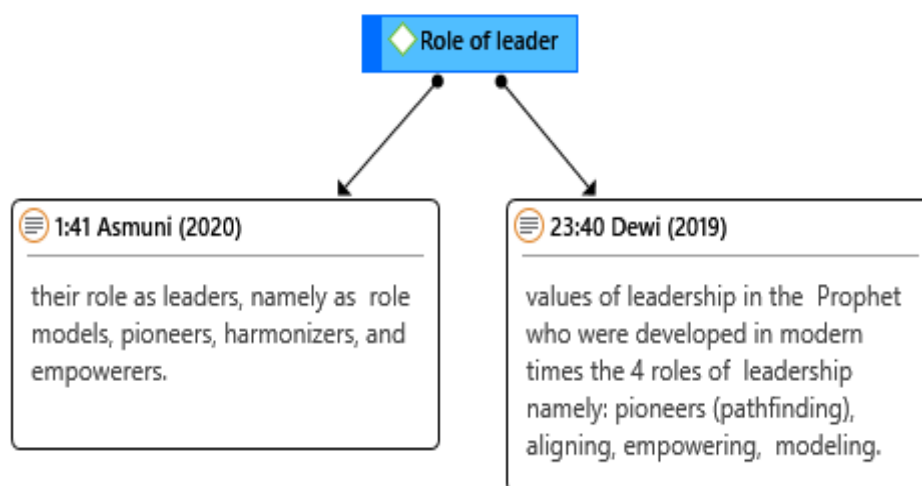 Role of leader
1:41 Asmuni (2020)
their role as leaders, namely as role
models, pioneers, harmonizers, and
empowerers.
23:40 Dewi (2019)
values of leadership in the Prophet
who were developed in modern
times the 4 roles of leadership
namely: pioneers (pathfinding),
aligning, empowering, modeling.